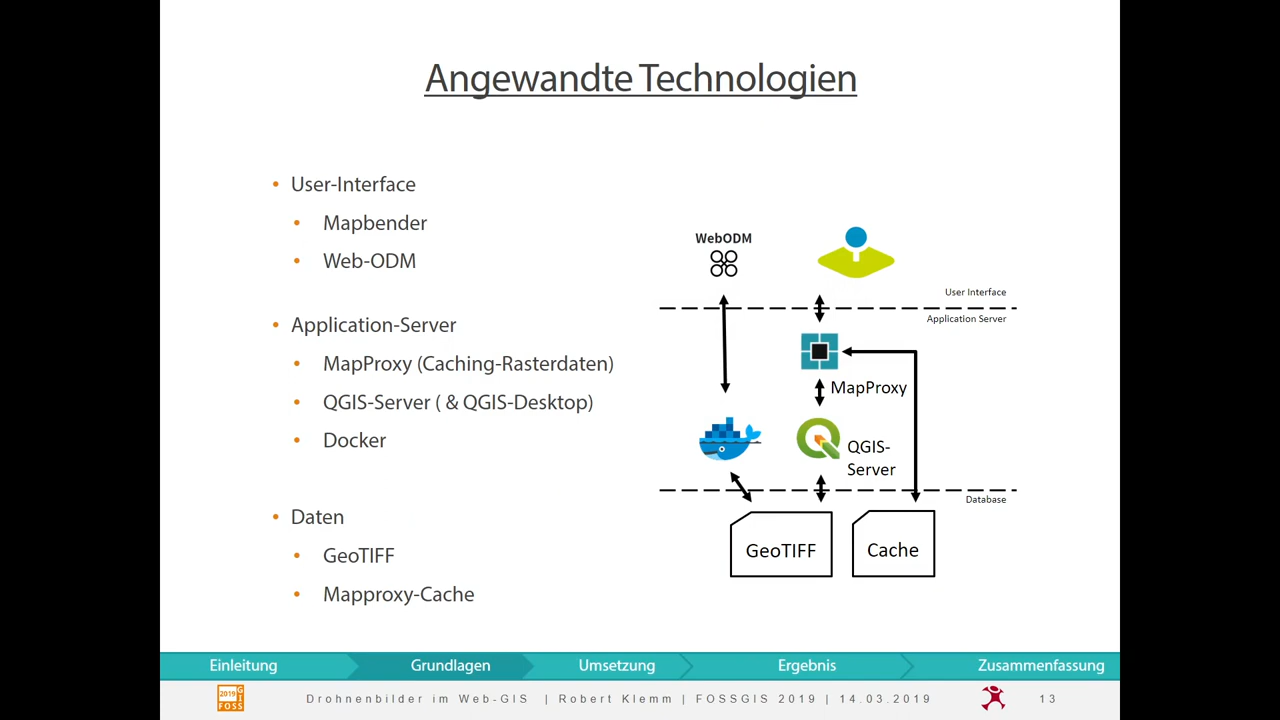 Angewandte Technologien
• User-Interface
• Mapbender
• Web-ODM
• Application-Server
• MapProxy (Caching-Rasterdaten)
• QGIS-Server ( & QGIS-Desktop)
• Docker
• Daten
• GeoTIFF
• Mapproxy-Cache
WebODM
User Interface
Application Server
MapProxy
QGIS-
Server
Database
GeoTIFF
Cache
Einleitung
Grundlagen
Umsetzung
Ergebnis
Zusammenfassung
2019 GI
FOSS S
Drohnenbilder im Web-GIS | Robert Klemm | FOSSGIS 2019 | 14.03.2019
13